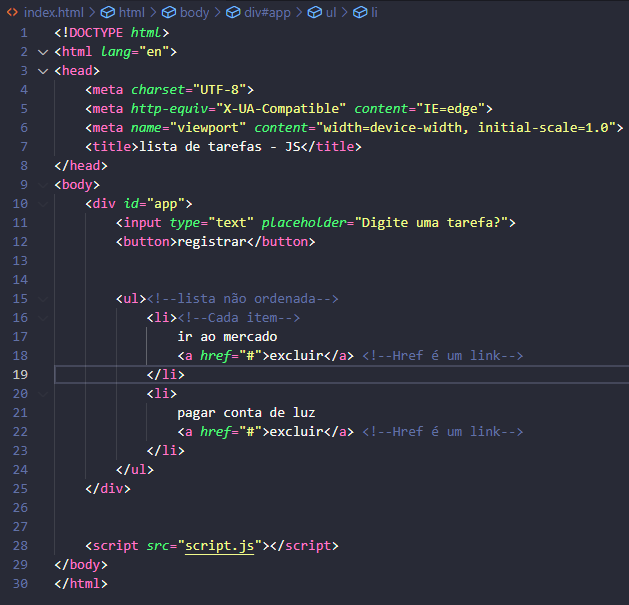 index.html > html > body > div#app > ul > li
1 <!DOCTYPE html>
2 <html lang="en">
3 <head>
4 <meta charset="UTF-8">
5 <meta http-equiv="X-UA-Compatible" content="IE=edge">
6 <meta name="viewport" content="width=device-width, initial-scale=1.0">
7 <title>lista de tarefas - JS</title>
8 </head>
9 <body>
10 <div id="app">
11 <input type="text" placeholder="Digite uma tarefa?">
12 <button>registrar</button>
13
14
15 <ul><!--lista não ordenada-->
16 <li><!--Cada item-->
17 ir ao mercado
18 <a href="#">excluir</a> <!--Href é um link-->
19 </li>
20 <li>
21 pagar conta de luz
22 <a href="#">excluir</a> <!--Href é um link-->
23 </li>
24 </ul>
25 </div>
26
27
28 <script src="script.js"></script>
29 </body>
30 </html>